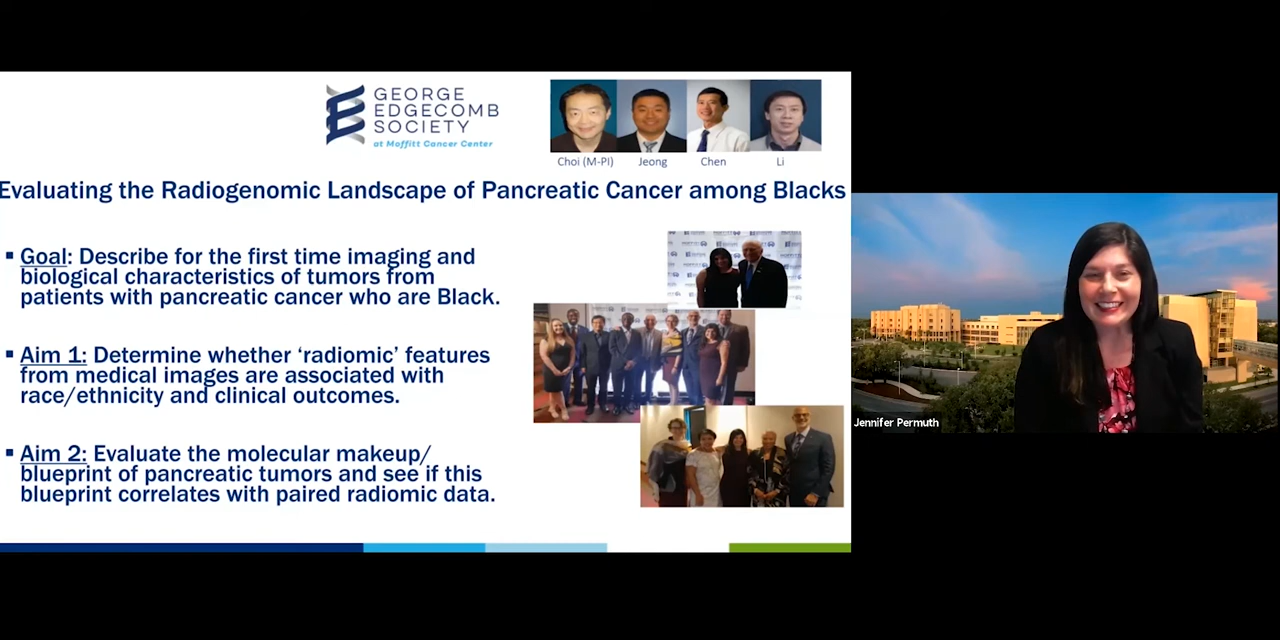 GEORGE
EDGECOMB
SOCIETY
at Moffitt Cancer Center
Choi (M-PI) Jeong Chen Li
Evaluating the Radiogenomic Landscape of Pancreatic Cancer among Blacks
▪ Goal: Describe for the first time imaging and
biological characteristics of tumors from
patients with pancreatic cancer who are Black.
▪ Aim 1: Determine whether ‘radiomic’ features
from medical images are associated with
race/ethnicity and clinical outcomes.
▪ Aim 2: Evaluate the molecular makeup/
blueprint of pancreatic tumors and see if this
blueprint correlates with paired radiomic data.
Jennifer Permuth